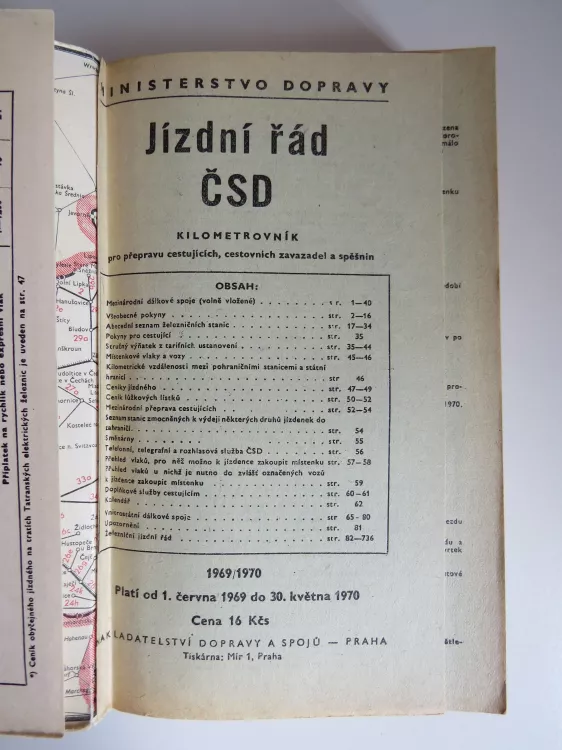 MINISTERSTVO DOPRAVY
Jízdní řád
ČSD
KILOMETROVNÍK
pro přepravu cestujících, cestovních zavazadel a spěšnin
OBSAH:
Mezinárodní dálkové spoje (volně vložené) . . . . . . str. 1—40
Všeobecné pokyny . . . . . . str. 2—16
Abecední seznam železničních stanic . . . . . . str. 17—34
Pokyny pro cestující . . . . . . str. 35
Stručný výňatek z tarifních ustanovení . . . . . . str. 35—44
Místenkové vlaky a vozy . . . . . . str. 45—46
Kilometrické vzdálenosti mezi pohraničními stanicemi a státní
hranicí . . . . . . str 46
Ceníky jízdného . . . . . . str. 47—49
Ceník lůžkových lístků . . . . . . str. 50—52
Mezinárodní přeprava cestujících . . . . . . str. 52—54
Seznam stanic zmocněných k výdeji některých druhů jízdenek do
zahraničí . . . . . . str. 54
Směnárny . . . . . . str. 55
Telefonní, telegrafní a rozhlasová služba ČSD . . . . . . str. 56
Přehled vlaků, pro něž možno k jízdence zakoupit místenku str. 57—58
Přehled vlaků u nichž je nutno do zvlášť označených vozů
k jízdence zakoupit místenku . . . . . . str 59
Doplňkové služby cestujícím . . . . . . str. 60—61
Kalendář . . . . . . str. 62
Vnitrostátní dálkové spoje . . . . . . str 65-80
Upozornění . . . . . . str. 81
Železniční jízdní řád . . . . . . str. 82—736
1969/1970
Platí od 1. června 1969 do 30. května 1970
Cena 16 Kčs
NAKLADATELSTVÍ DOPRAVY A SPOJŮ — PRAHA
Tiskárna: Mír 1, Praha
Příplatek na rychlík nebo expresní vlak
*) Ceník obyčejného jízdného na tratích Tatranských elektrických železnic je uveden na str. 47
29a
33a
24h
1970.